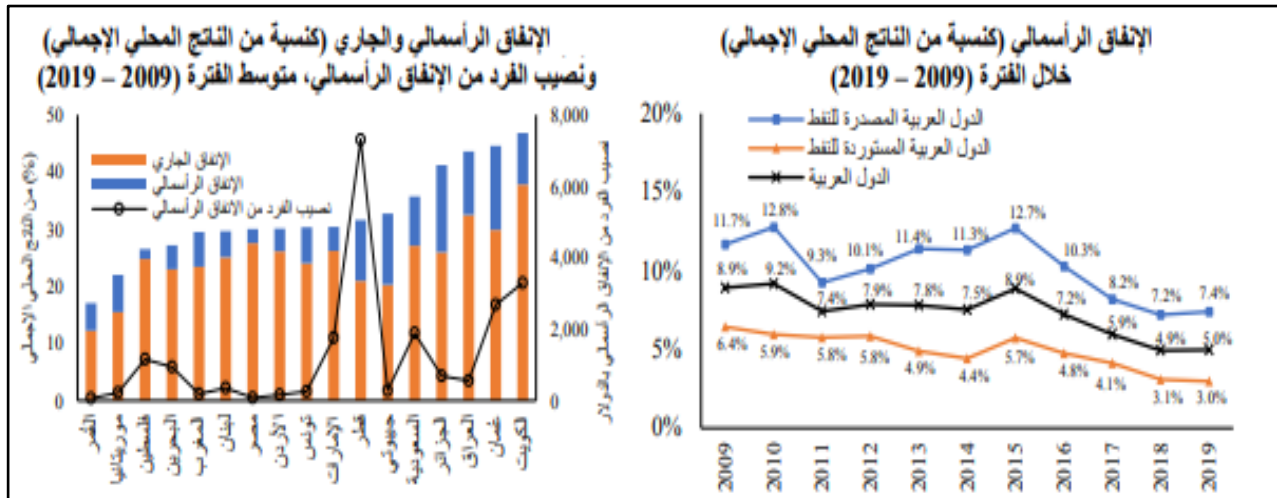 الإنفاق الرأسمالي (كنسبة من الناتج المحلي الإجمالي)
خلال الفترة (2009 – 2019)
20%
15%
10%
5%
0%
الدول العربية المصدرة للنفط
الدول العربية المستوردة للنفط
الدول العربية
11.7%
12.8%
9.3%
10.1%
11.4%
11.3%
12.7%
10.3%
8.2%
7.2%
7.4%
8.9%
9.2%
7.4%
7.9%
7.8%
7.5%
8.9%
7.2%
5.9%
4.9%
5.0%
6.4%
5.9%
5.8%
5.8%
4.9%
4.4%
5.7%
4.8%
4.1%
3.1%
3.0%
2009
2010
2011
2012
2013
2014
2015
2016
2017
2018
2019
الإنفاق الرأسمالي والجاري (كنسبة من الناتج المحلي الإجمالي)
ونصيب الفرد من الإنفاق الرأسمالي، متوسط الفترة (2009 – 2019)
(%) من الناتج المحلي الإجمالي
50
40
30
20
10
0
الإنفاق الجاري
الإنفاق الرأسمالي
نصيب الفرد من الانفاق الرأسمالي
8,000
6,000
4,000
2,000
0
نصيب الفرد من الإنفاق الرأسمالي بالدولار
القمر
موريتانيا
فلسطين
البحرين
المغرب
لبنان
مصر
الأردن
تونس
الإمارات
قطر
جيبوتي
السعودية
الجزائر
العراق
عُمان
الكويت